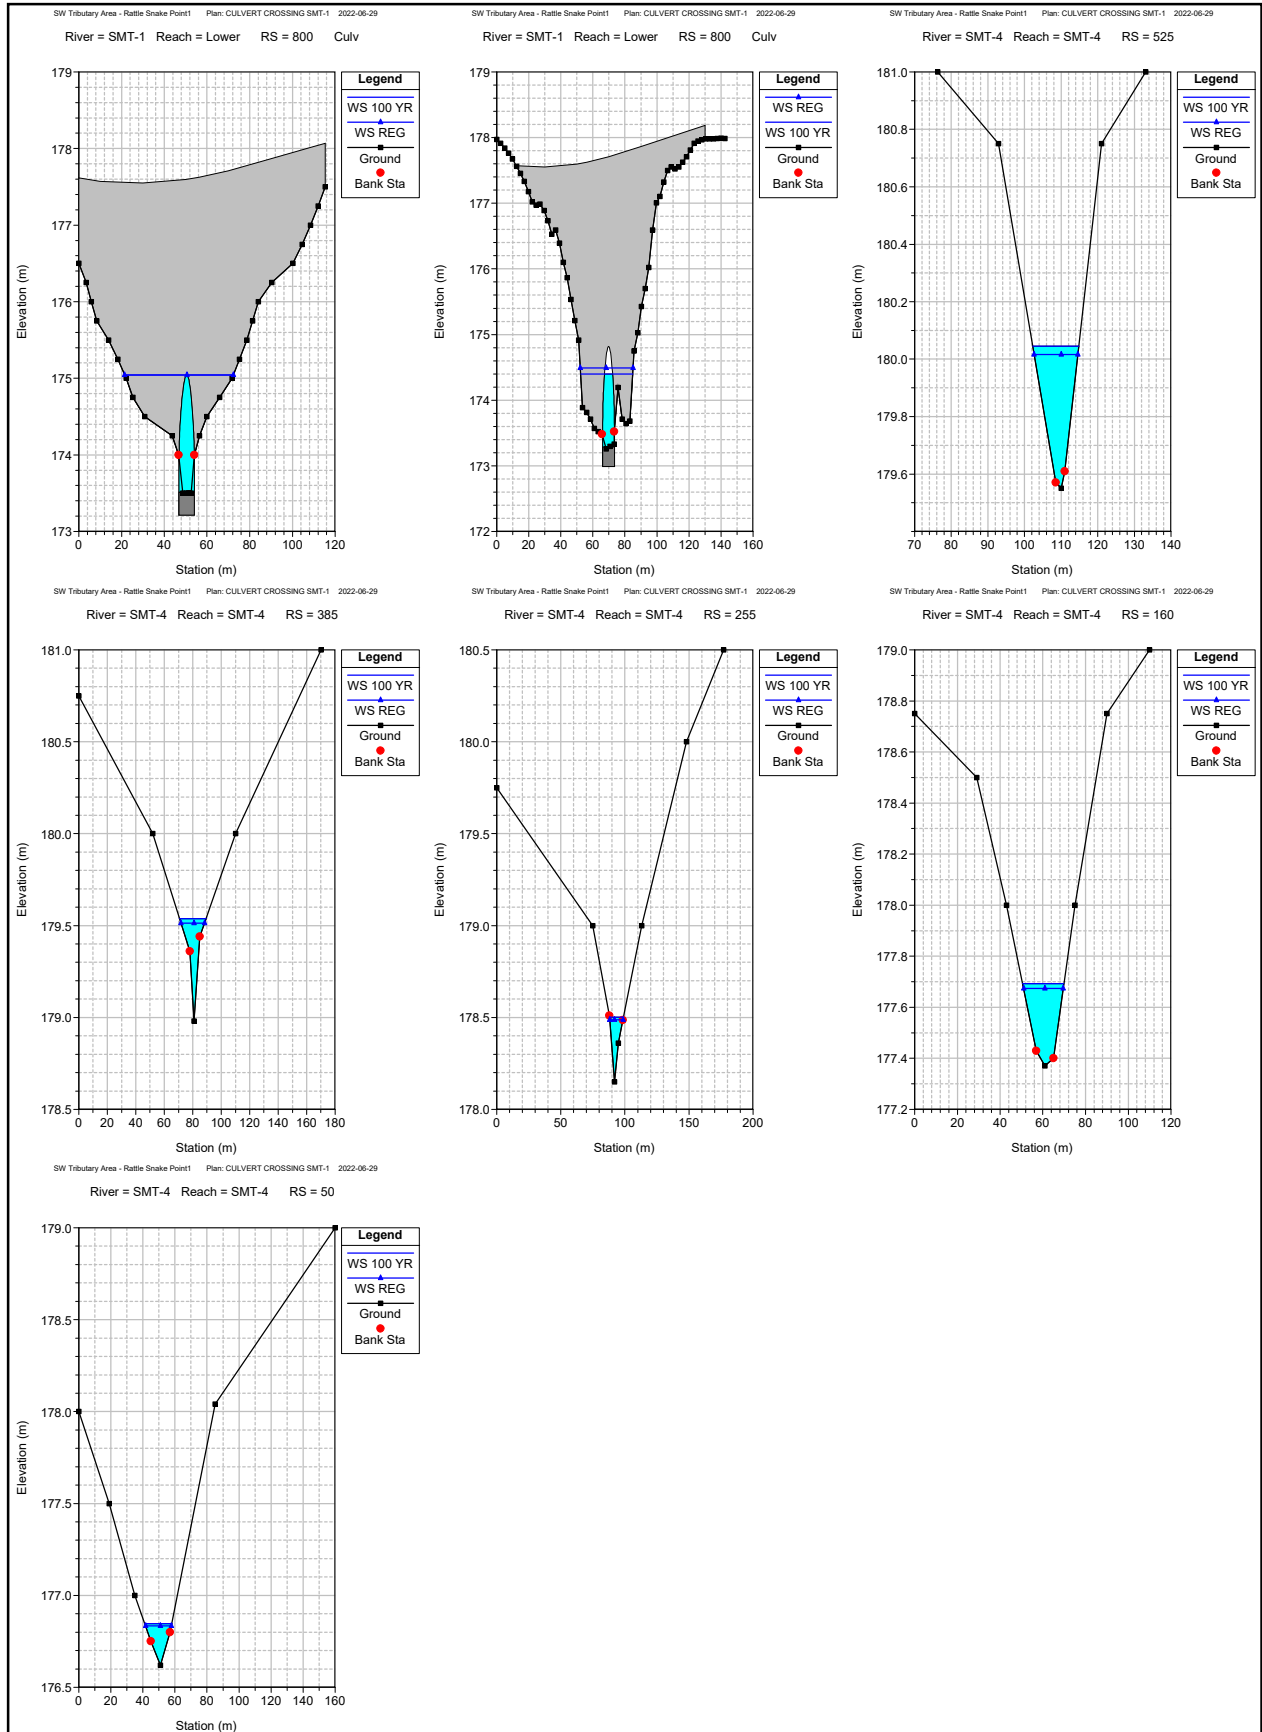 SW Tributary Area - Rattle Snake Point1 Plan: CULVERT CROSSING SMT-1 2022-06-29
River = SMT-1 Reach = Lower RS = 800 Culv
179
178
177
176
175
174
173
0 20 40 60 80 100 120
Elevation (m)
Station (m)
Legend
WS 100 YR
WS REG
Ground
Bank Sta
SW Tributary Area - Rattle Snake Point1 Plan: CULVERT CROSSING SMT-1 2022-06-29
River = SMT-1 Reach = Lower RS = 800 Culv
179
178
177
176
175
174
173
172
0 20 40 60 80 100 120 140 160
Elevation (m)
Station (m)
Legend
WS REG
WS 100 YR
Ground
Bank Sta
SW Tributary Area - Rattle Snake Point1 Plan: CULVERT CROSSING SMT-1 2022-06-29
River = SMT-4 Reach = SMT-4 RS = 525
181.0
180.8
180.6
180.4
180.2
180.0
179.8
179.6
70 80 90 100 110 120 130 140
Elevation (m)
Station (m)
Legend
WS 100 YR
WS REG
Ground
Bank Sta
SW Tributary Area - Rattle Snake Point1 Plan: CULVERT CROSSING SMT-1 2022-06-29
River = SMT-4 Reach = SMT-4 RS = 385
181.0
180.5
180.0
179.5
179.0
178.5
0 20 40 60 80 100 120 140 160 180
Elevation (m)
Station (m)
Legend
WS 100 YR
WS REG
Ground
Bank Sta
SW Tributary Area - Rattle Snake Point1 Plan: CULVERT CROSSING SMT-1 2022-06-29
River = SMT-4 Reach = SMT-4 RS = 255
180.5
180.0
179.5
179.0
178.5
178.0
0 50 100 150 200
Elevation (m)
Station (m)
Legend
WS 100 YR
WS REG
Ground
Bank Sta
SW Tributary Area - Rattle Snake Point1 Plan: CULVERT CROSSING SMT-1 2022-06-29
River = SMT-4 Reach = SMT-4 RS = 160
179.0
178.8
178.6
178.4
178.2
178.0
177.8
177.6
177.4
177.2
0 20 40 60 80 100 120
Elevation (m)
Station (m)
Legend
WS 100 YR
WS REG
Ground
Bank Sta
SW Tributary Area - Rattle Snake Point1 Plan: CULVERT CROSSING SMT-1 2022-06-29
River = SMT-4 Reach = SMT-4 RS = 50
179.0
178.5
178.0
177.5
177.0
176.5
0 20 40 60 80 100 120 140 160
Elevation (m)
Station (m)
Legend
WS 100 YR
WS REG
Ground
Bank Sta